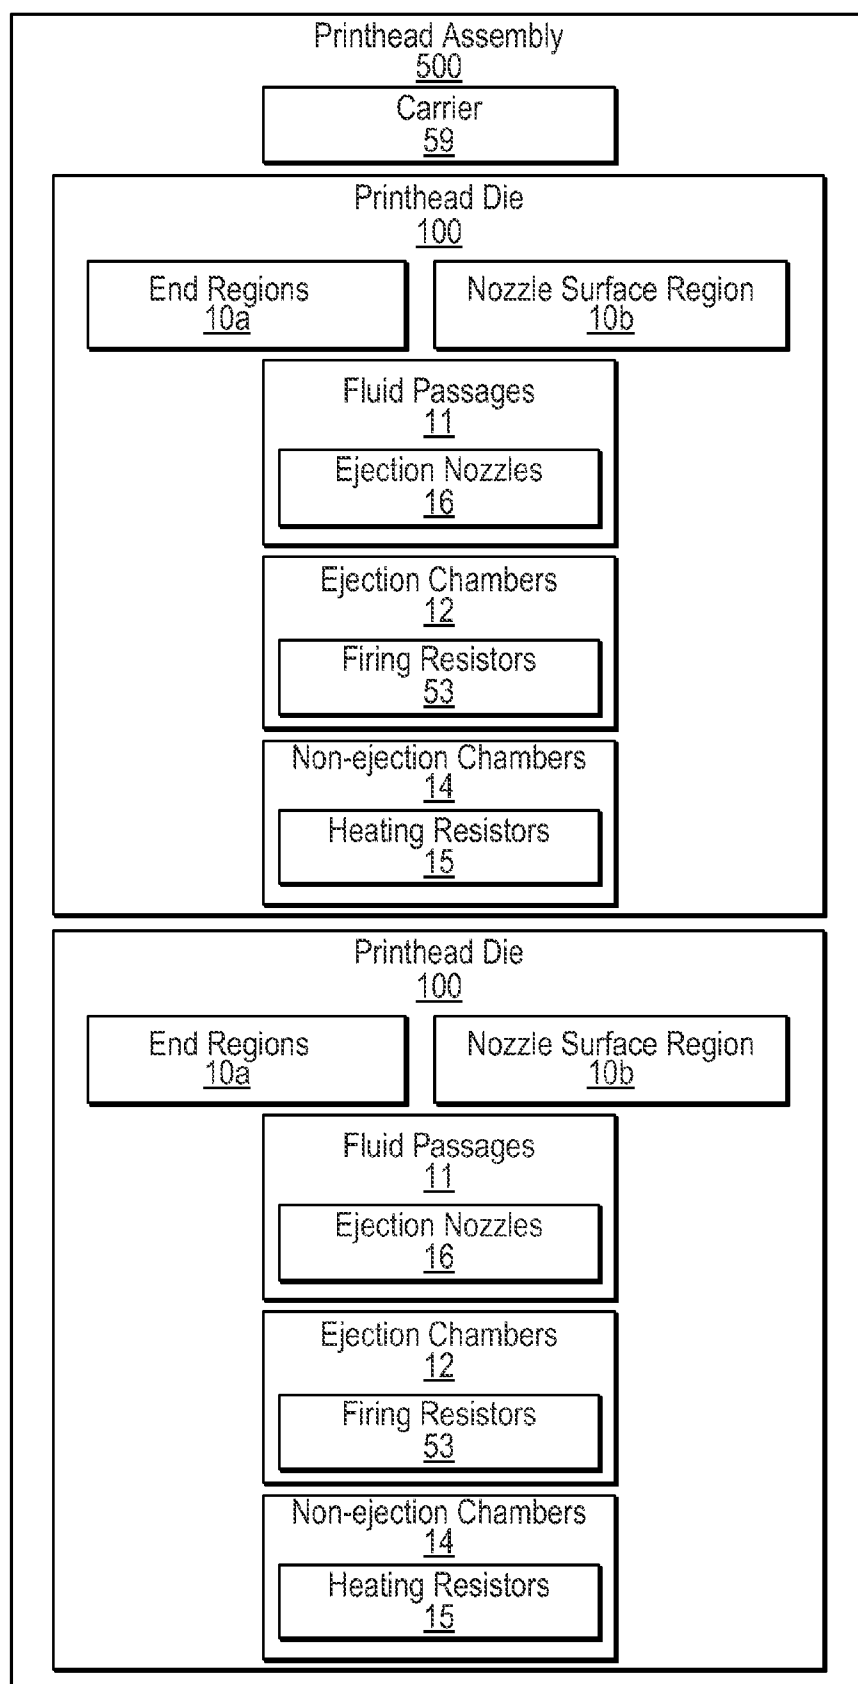 Printhead Assembly
500
Carrier
59
Printhead Die
100
End Regions
10a
Nozzle Surface Region
10b
Fluid Passages
11
Ejection Nozzles
16
Ejection Chambers
12
Firing Resistors
53
Non-ejection Chambers
14
Heating Resistors
15
Printhead Die
100
End Regions
10a
Nozzle Surface Region
10b
Fluid Passages
11
Ejection Nozzles
16
Ejection Chambers
12
Firing Resistors
53
Non-ejection Chambers
14
Heating Resistors
15